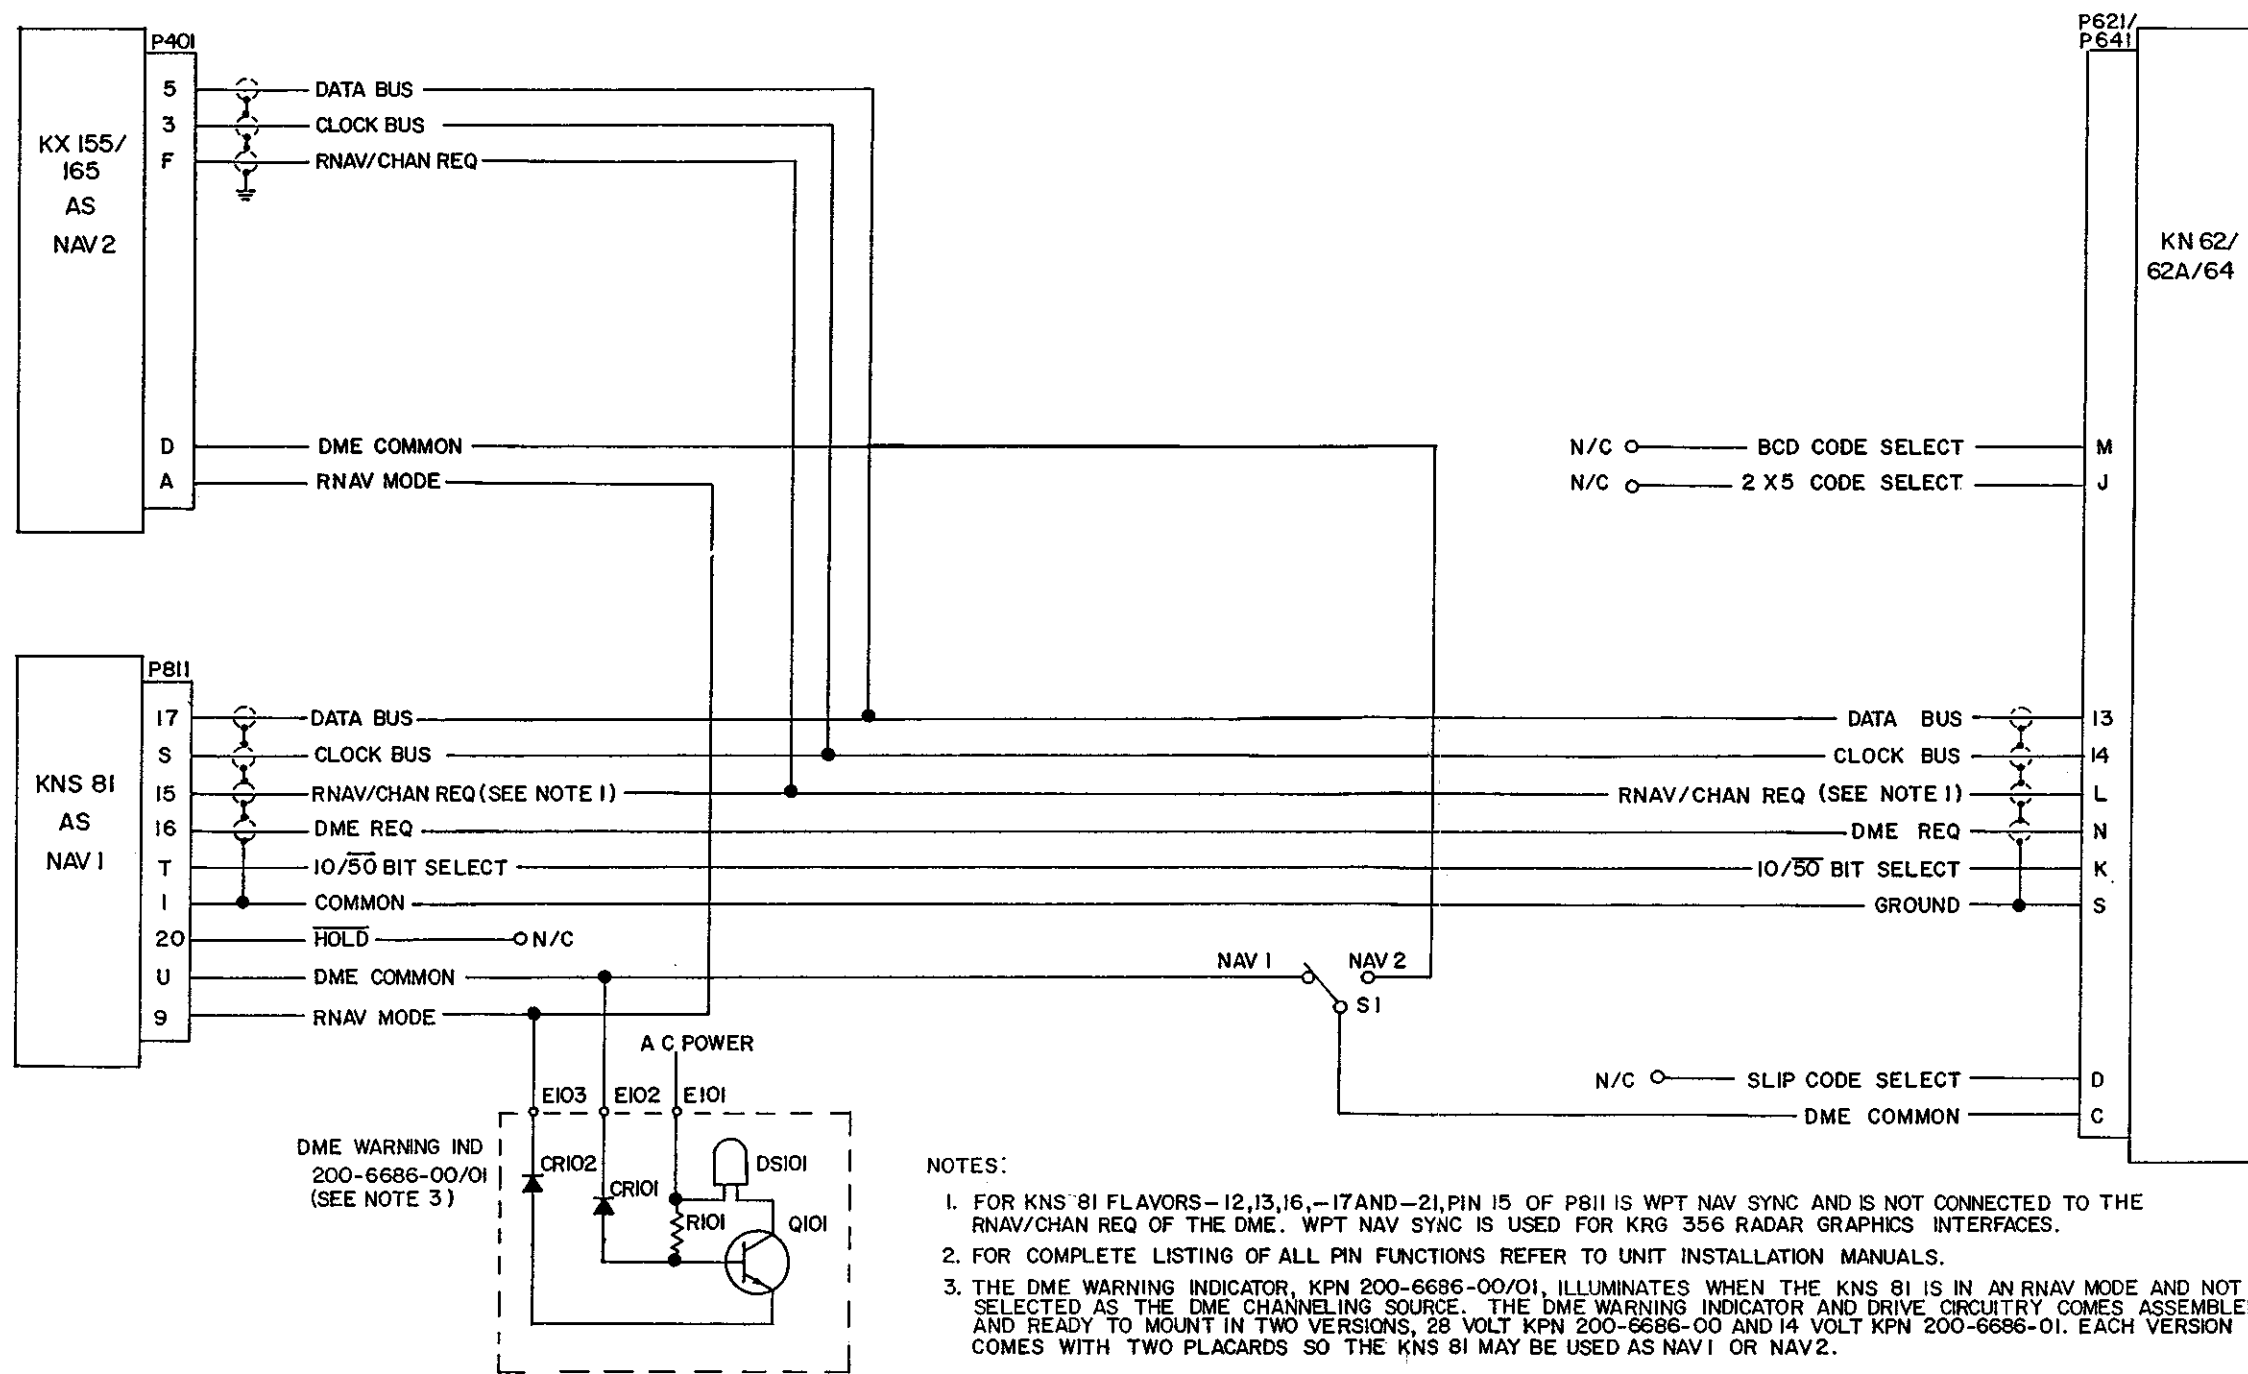 P401
KX 155/
165
AS
NAV 2
5 DATA BUS
3 CLOCK BUS
F RNAV/CHAN REQ
D DME COMMON
A RNAV MODE
P621/
P641
KN 62/
62A/64
N/C BCD CODE SELECT M
N/C 2 X5 CODE SELECT J
P811
KNS 81
AS
NAV 1
17 DATA BUS DATA BUS 13
S CLOCK BUS CLOCK BUS 14
15 RNAV/CHAN REQ (SEE NOTE 1) RNAV/CHAN REQ (SEE NOTE 1) L
16 DME REQ DME REQ N
T 10/5̅0̅ BIT SELECT 10/5̅0̅ BIT SELECT K
1 COMMON GROUND S
20 H̅O̅L̅D̅ N/C
U DME COMMON NAV 1 NAV 2
9 RNAV MODE S1
A C POWER
N/C SLIP CODE SELECT D
DME COMMON C
E103 E102 E101
DME WARNING IND
200-6686-00/01
(SEE NOTE 3)
CR102 CR101 DS101
R101 Q101
NOTES:
1. FOR KNS 81 FLAVORS-12,13,16,-17AND-21,PIN 15 OF P811 IS WPT NAV SYNC AND IS NOT CONNECTED TO THE
RNAV/CHAN REQ OF THE DME. WPT NAV SYNC IS USED FOR KRG 356 RADAR GRAPHICS INTERFACES.
2. FOR COMPLETE LISTING OF ALL PIN FUNCTIONS REFER TO UNIT INSTALLATION MANUALS.
3. THE DME WARNING INDICATOR, KPN 200-6686-00/01, ILLUMINATES WHEN THE KNS 81 IS IN AN RNAV MODE AND NOT
SELECTED AS THE DME CHANNELING SOURCE. THE DME WARNING INDICATOR AND DRIVE CIRCUITRY COMES ASSEMBLE
AND READY TO MOUNT IN TWO VERSIONS, 28 VOLT KPN 200-6686-00 AND 14 VOLT KPN 200-6686-01. EACH VERSION
COMES WITH TWO PLACARDS SO THE KNS 81 MAY BE USED AS NAV 1 OR NAV 2.